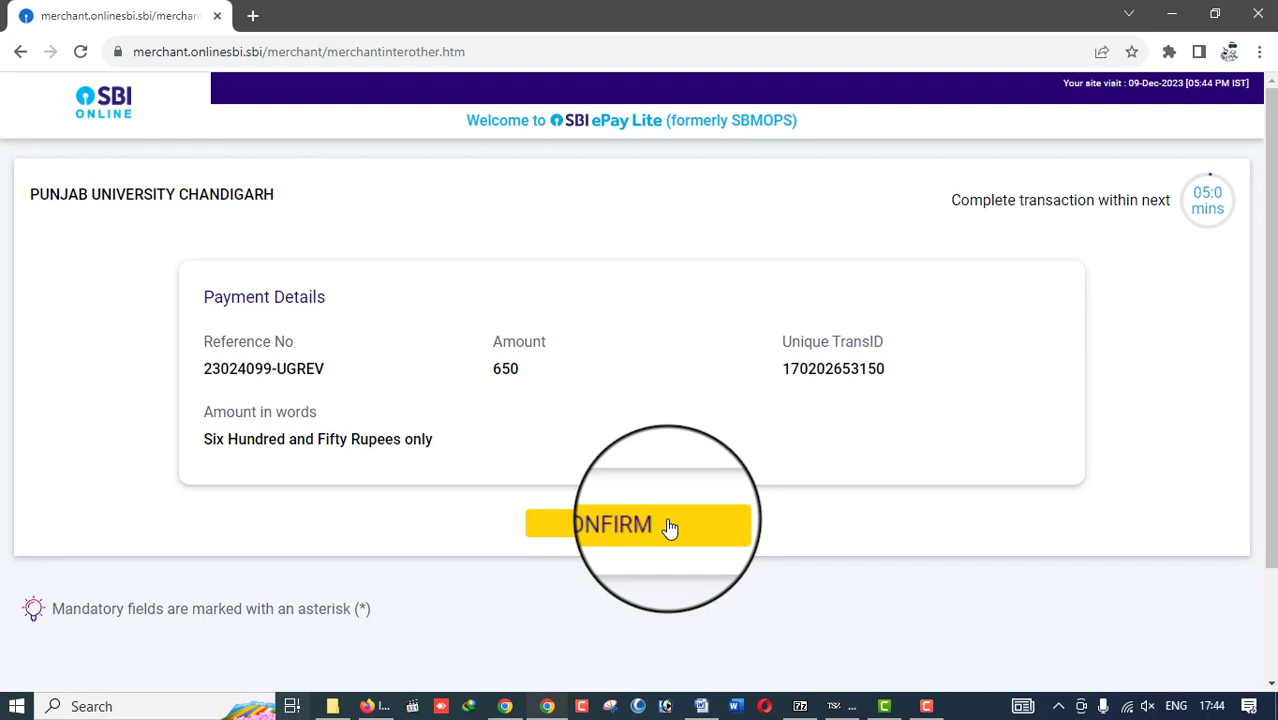 merchant.onlinesbi.sbi/merchan
merchant.onlinesbi.sbi/merchant/merchantinterother.htm
Your site visit : 09-Dec-2023 [05:44 PM IST]
SBI
ONLINE
Welcome to SBI ePay Lite (formerly SBMOPS)
PUNJAB UNIVERSITY CHANDIGARH
Complete transaction within next
05:0
mins
Payment Details
Reference No
Amount
Unique TransID
23024099-UGREV
650
170202653150
Amount in words
Six Hundred and Fifty Rupees only
ONFIRM
Mandatory fields are marked with an asterisk (*)
Search
I...
TSV ...
ENG
17:44